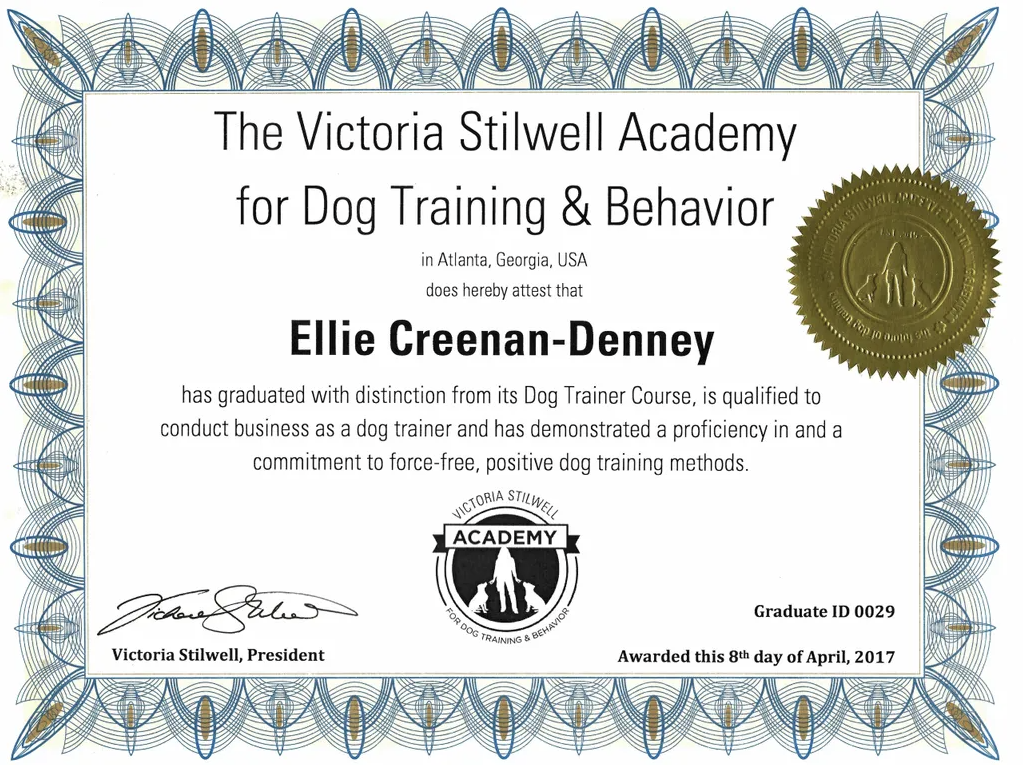 The Victoria Stilwell Academy
for Dog Training & Behavior
in Atlanta, Georgia, USA
does hereby attest that
Ellie Creenan-Denney
has graduated with distinction from its Dog Trainer Course, is qualified to
conduct business as a dog trainer and has demonstrated a proficiency in and a
commitment to force-free, positive dog training methods.
VICTORIA STILWELL
ACADEMY
FOR DOG TRAINING & BEHAVIOR
Graduate ID 0029
Victoria Stilwell, President
Awarded this 8th day of April, 2017